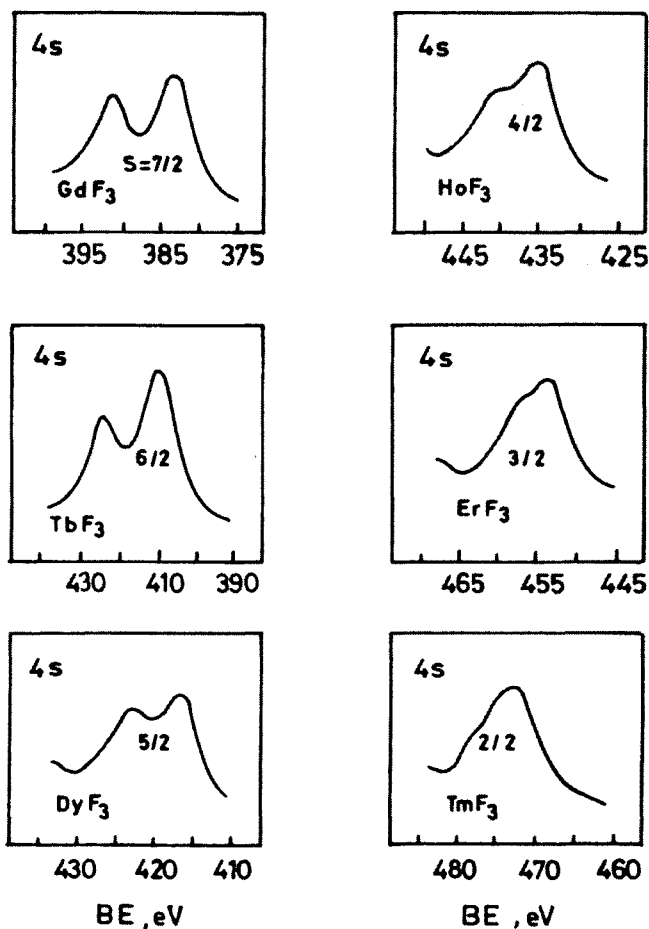 4s
S=7/2
GdF3
395 385 375
4s
6/2
TbF3
430 410 390
4s
5/2
DyF3
430 420 410
BE, eV
4s
4/2
HoF3
445 435 425
4s
3/2
ErF3
465 455 445
4s
2/2
TmF3
480 470 460
BE, eV